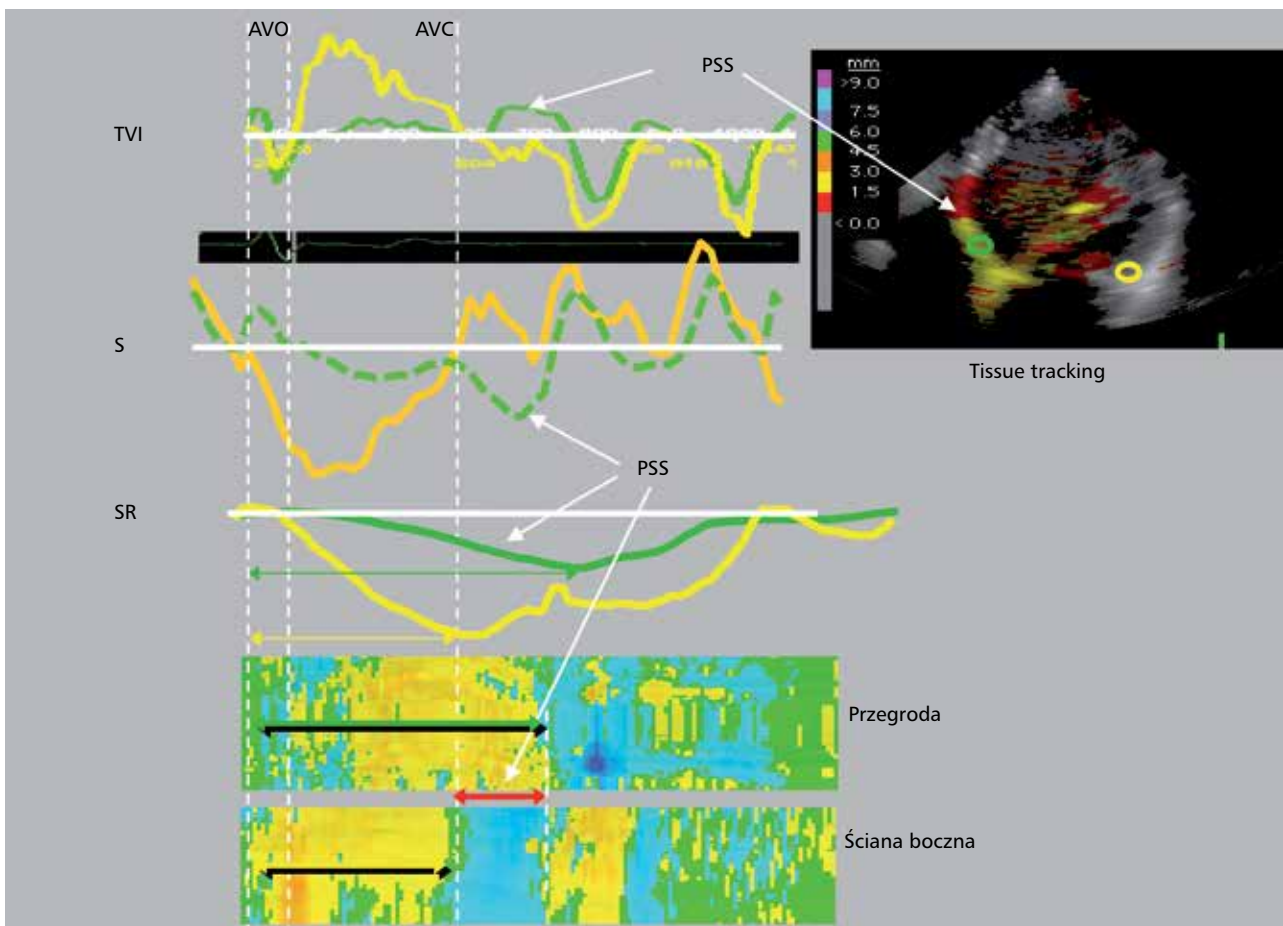 AVO
AVC
PSS
TVI
mm
>9.0
7.5
6.0
4.5
3.0
1.5
<0.0
S
Tissue tracking
PSS
SR
Przegroda
Ściana boczna